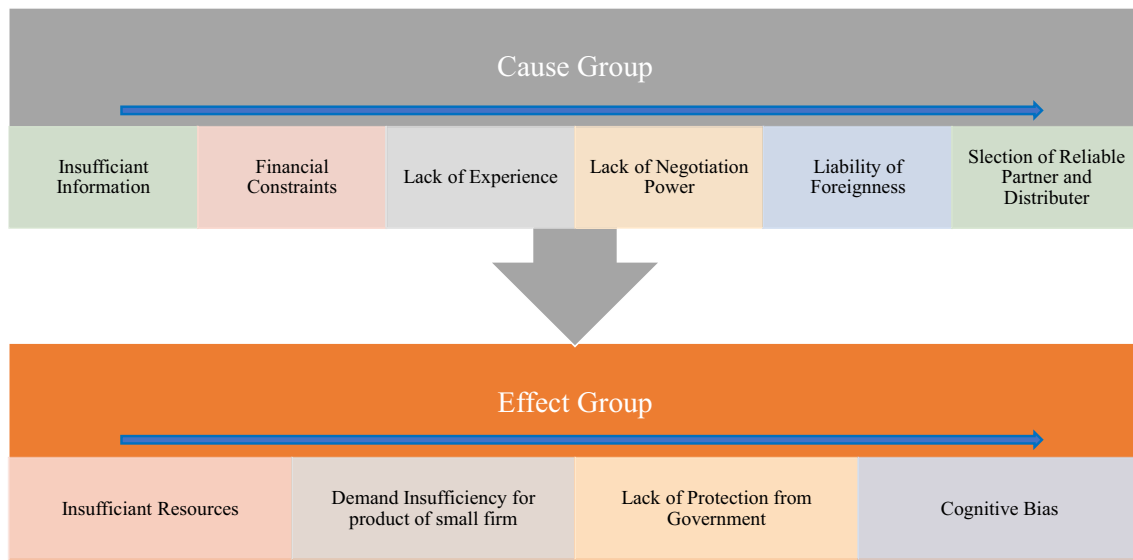 Cause Group
Insufficiant
Information
Financial
Constraints
Lack of Experience
Lack of Negotiation
Power
Liability of
Foreignness
Slection of Reliable
Partner and
Distributer
Effect Group
Insufficiant Resources
Demand Insufficiency for
product of small firm
Lack of Protection from
Government
Cognitive Bias